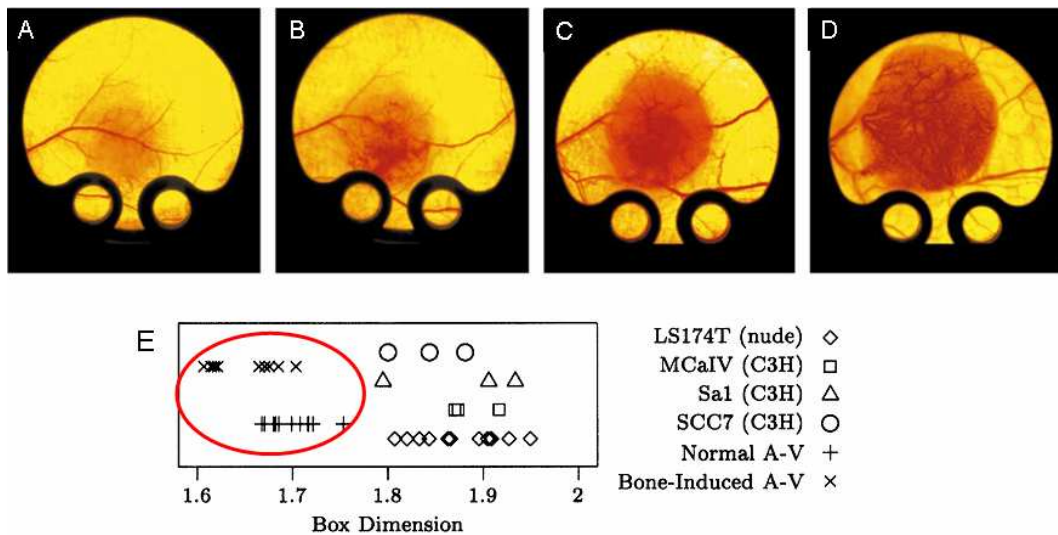 A
B
C
D
E
LS174T (nude)
MCaIV (C3H)
Sa1 (C3H)
SCC7 (C3H)
Normal A-V
Bone-Induced A-V
1.6 1.7 1.8 1.9 2
Box Dimension